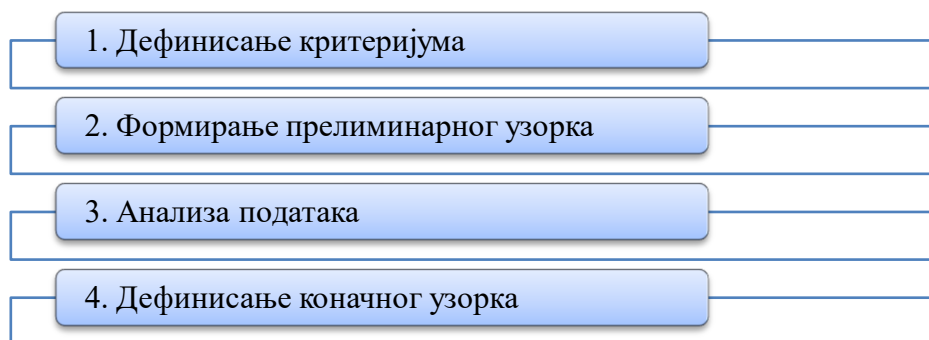 1. Дефинисање критеријума
2. Формирање прелиминарног узорка
3. Анализа података
4. Дефинисање коначног узорка